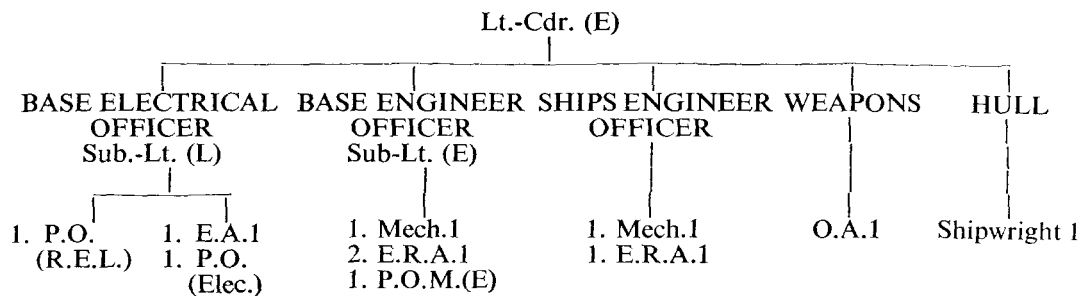 Lt.-Cdr. (E)
BASE ELECTRICAL OFFICER
Sub.-Lt. (L)
1. P.O.
(R.E.L.)
1. E.A.1
1. P.O.
(Elec.)
BASE ENGINEER OFFICER
Sub-Lt. (E)
1. Mech.1
2. E.R.A.1
1. P.O.M.(E)
SHIPS ENGINEER OFFICER
1. Mech.1
1. E.R.A.1
WEAPONS
O.A.1
HULL
Shipwright 1